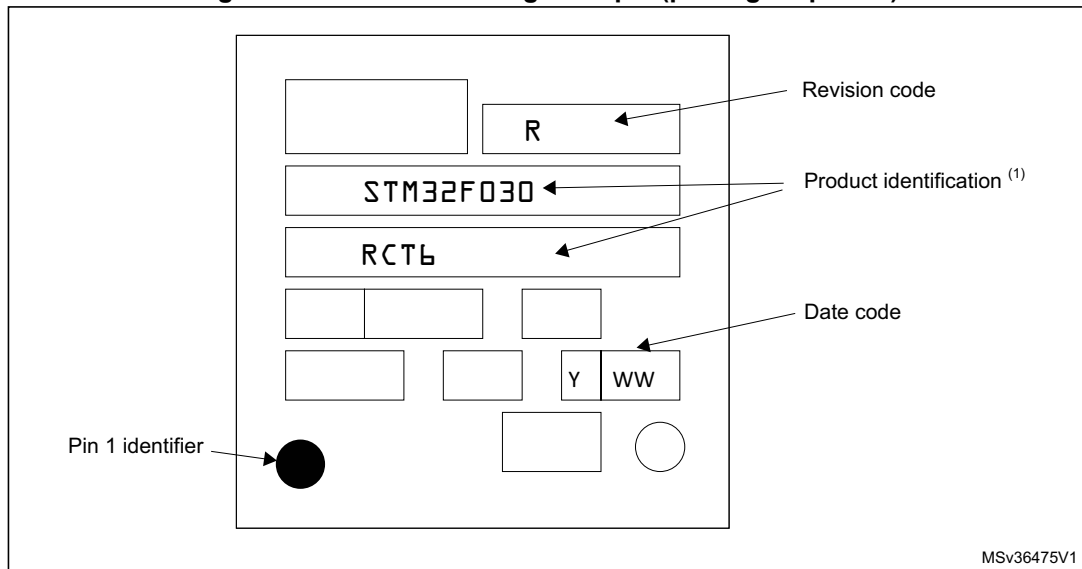 Revision code
R
STM32F030
Product identification (1)
RCT6
Date code
Y WW
Pin 1 identifier
MSv36475V1